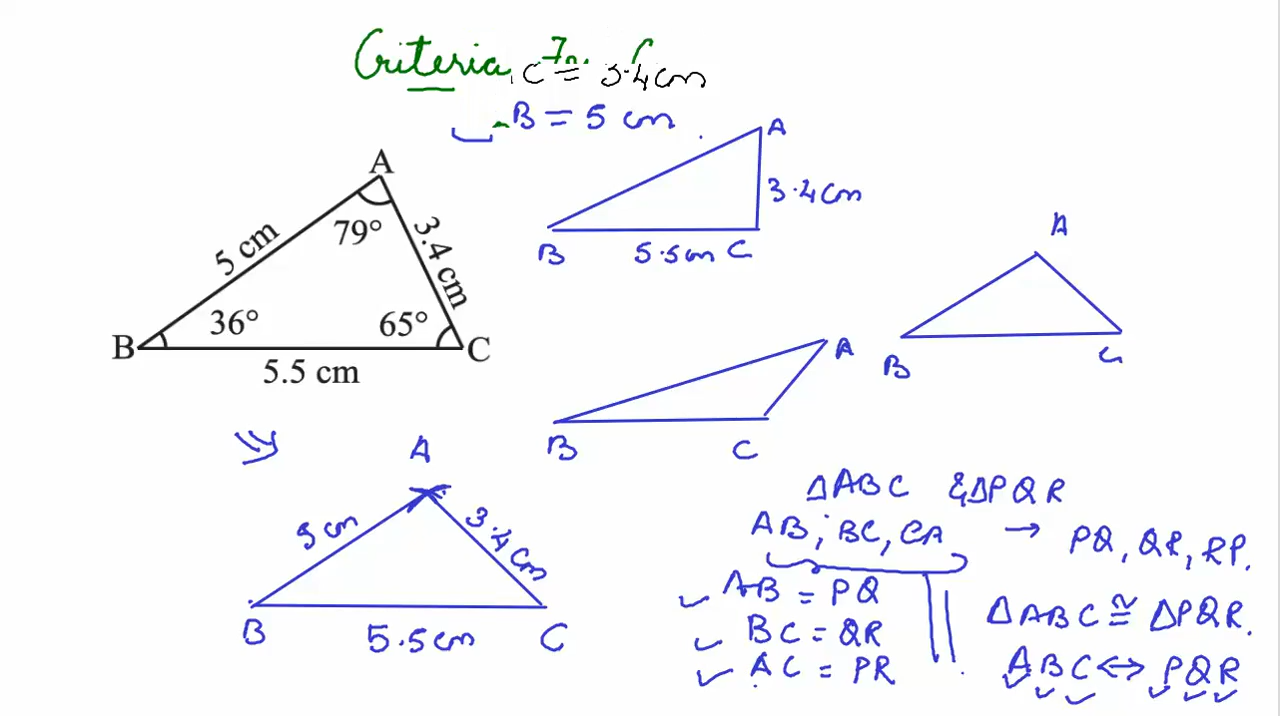 Criteria
C = 3.4cm
B = 5 cm
A
79°
5 cm
3.4 cm
36°
65°
B
C
5.5 cm
A
3.4cm
B
5.5cm
C
A
B
C
A
B
C
A
5cm
3.4cm
B
5.5cm
C
ΔABC & ΔPQR
AB, BC, CA → PQ, QR, RP.
AB = PQ
BC = QR
AC = PR
ΔABC ≅ ΔPQR.
ABC ↔ PQR